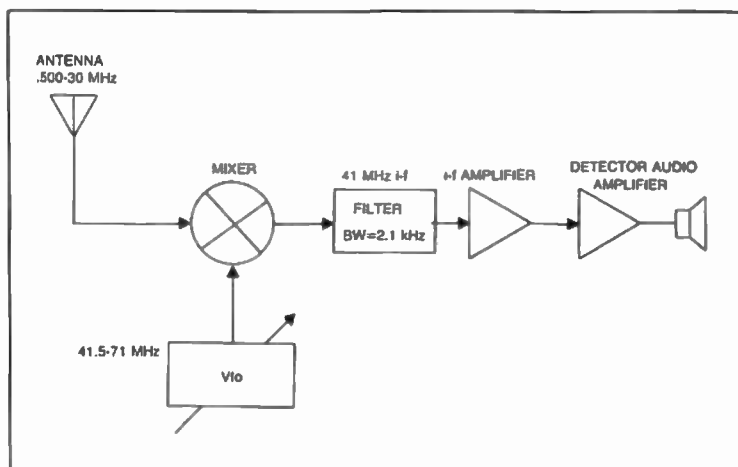 ANTENNA
.500-30 MHz
MIXER
41 MHz i-f
FILTER
BW=2.1 kHz
i-f AMPLIFIER
DETECTOR AUDIO
AMPLIFIER
41.5-71 MHz
Vfo